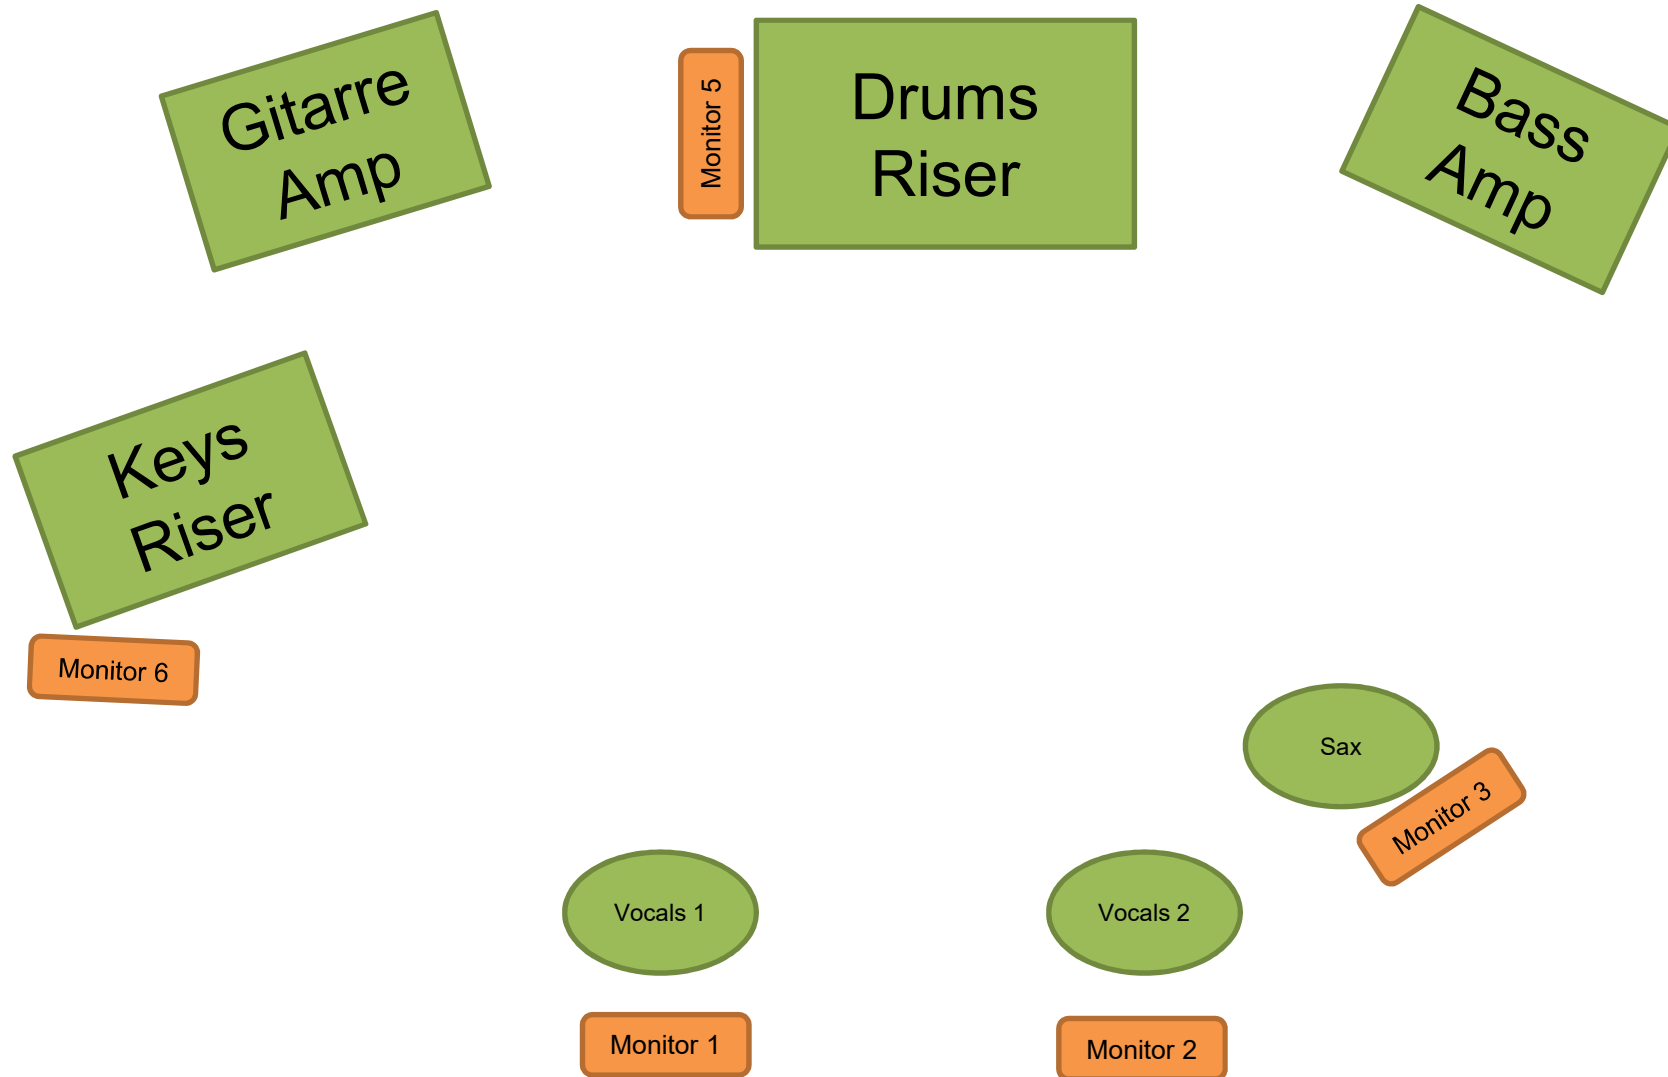 Gitarre
Amp
Monitor 5
Drums
Riser
Bass
Amp
Keys
Riser
Monitor 6
Sax
Monitor 3
Vocals 1
Vocals 2
Monitor 1
Monitor 2